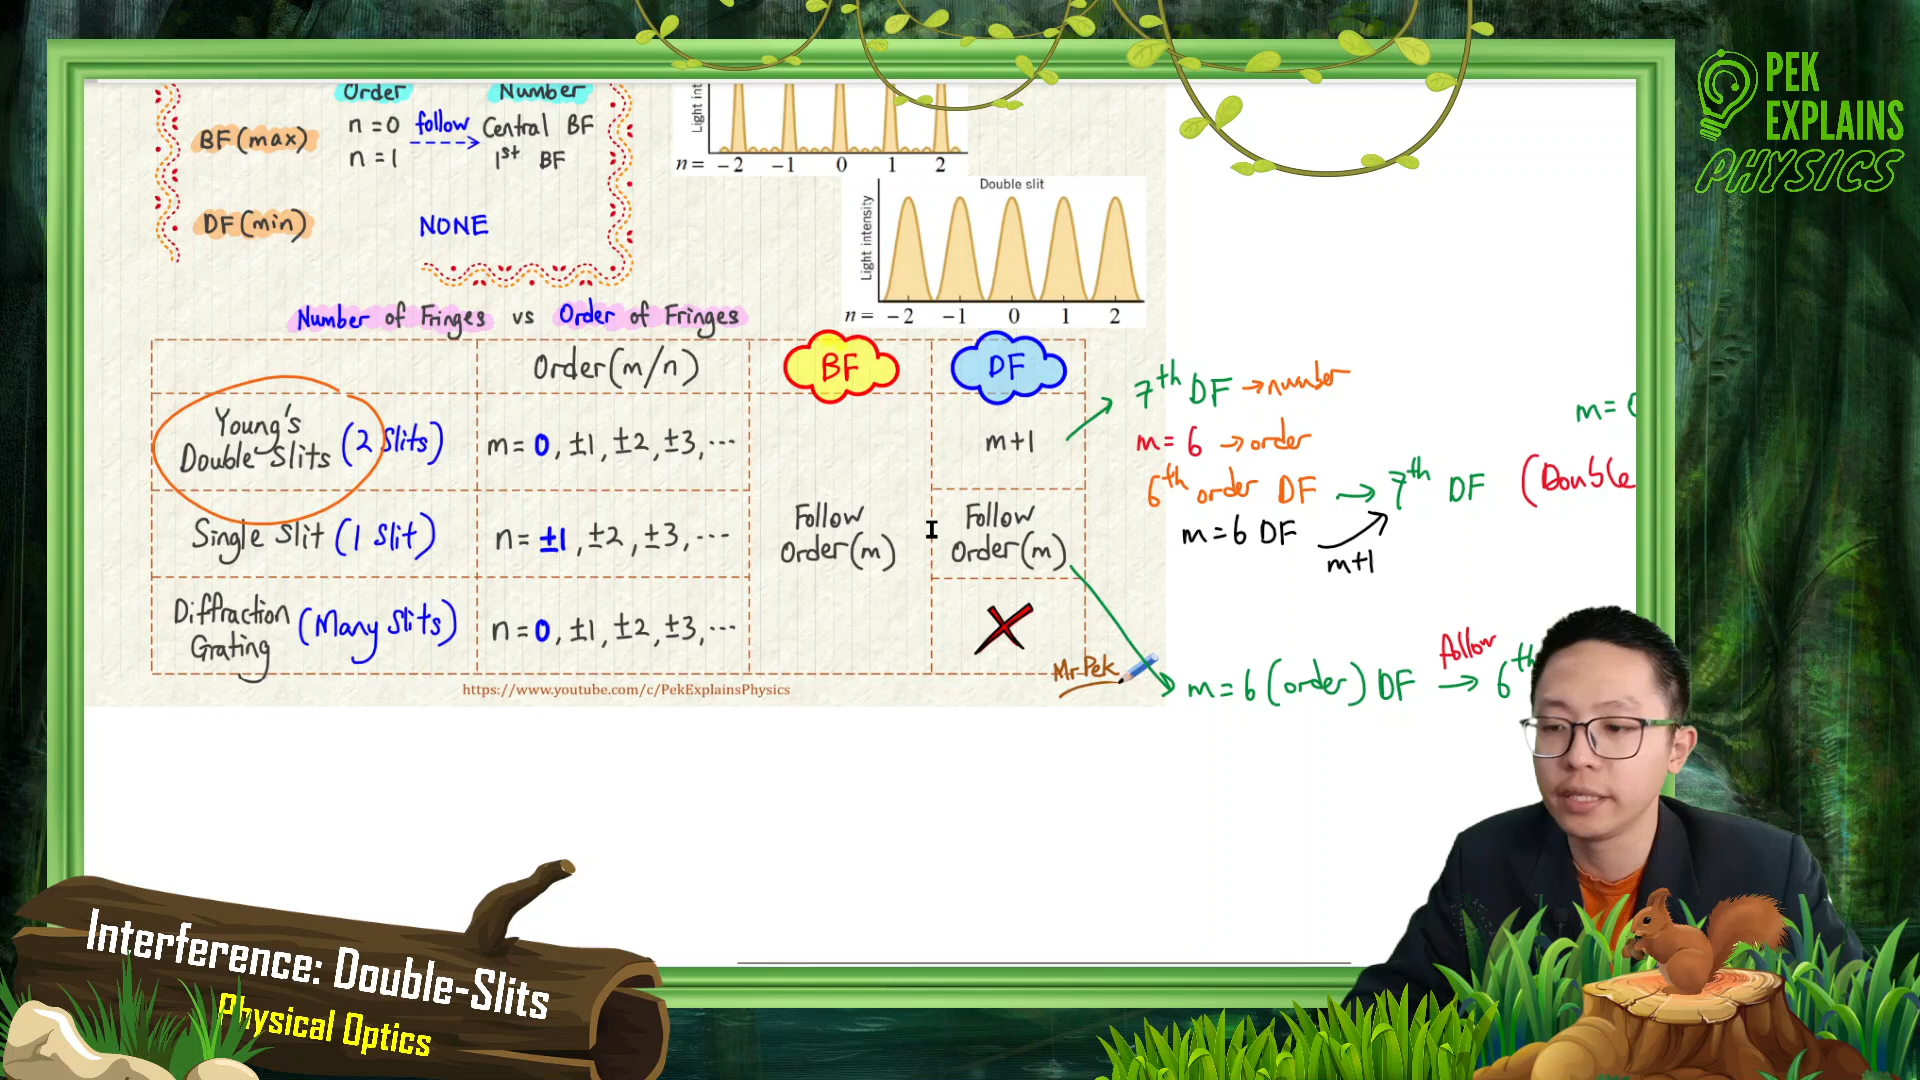 Order Number
BF(max) n=0 follow Central BF
n=1 1st BF
DF(min) NONE
Light int
n= −2 −1 0 1 2
Double slit
Light intensity
n= −2 −1 0 1 2
PEK
EXPLAINS
PHYSICS
Number of Fringes vs Order of Fringes
Order(m/n) BF DF
Young's
Double Slits (2 Slits) m= 0, ±1, ±2, ±3, ... m+1
Single Slit (1 Slit) n= ±1, ±2, ±3, ... Follow Order(m) Follow Order(m)
Diffraction
Grating (Many Slits) n= 0, ±1, ±2, ±3, ...
https://www.youtube.com/c/PekExplainsPhysics
Mr.Pek
7th DF → number
m= 6 → order
6th order DF → 7th DF (Double
m=6 DF
m+1
m=
m=6 (order) DF → 6th
follow
Interference: Double-Slits
Physical Optics